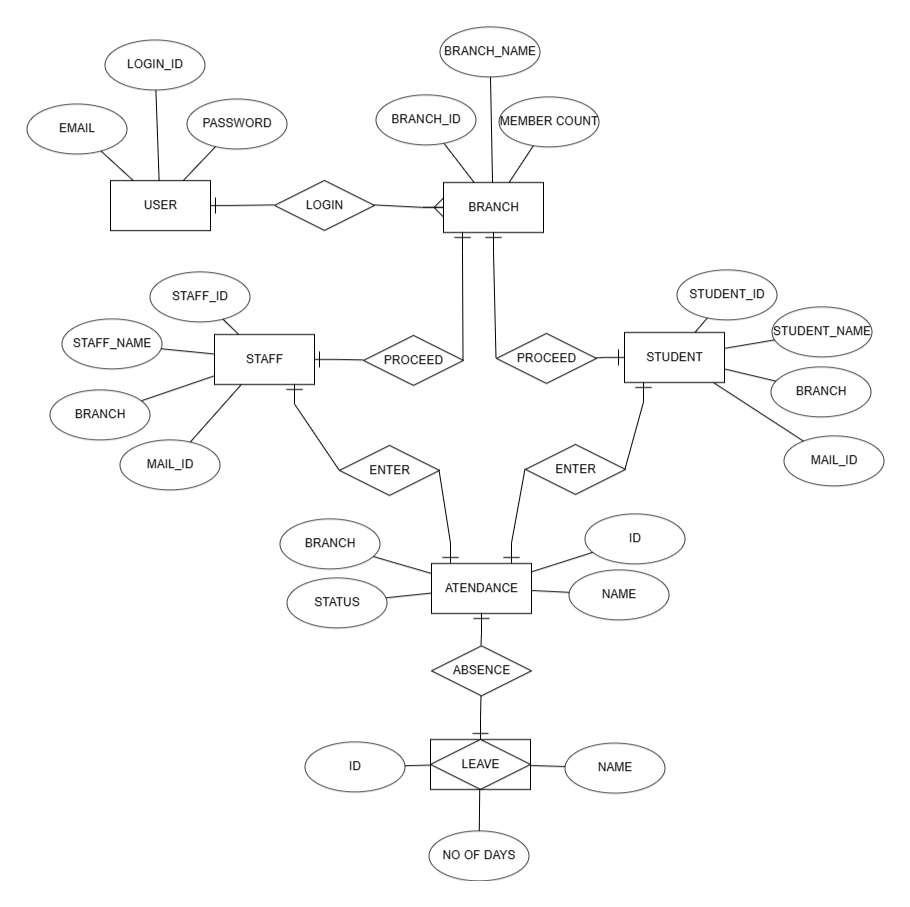 BRANCH_NAME
LOGIN_ID
BRANCH_ID
MEMBER COUNT
EMAIL
PASSWORD
USER
LOGIN
BRANCH
STAFF_ID
STUDENT_ID
STAFF_NAME
STUDENT_NAME
STAFF
PROCEED
PROCEED
STUDENT
BRANCH
BRANCH
MAIL_ID
MAIL_ID
ENTER
ENTER
BRANCH
ID
ATENDANCE
STATUS
NAME
ABSENCE
ID
LEAVE
NAME
NO OF DAYS